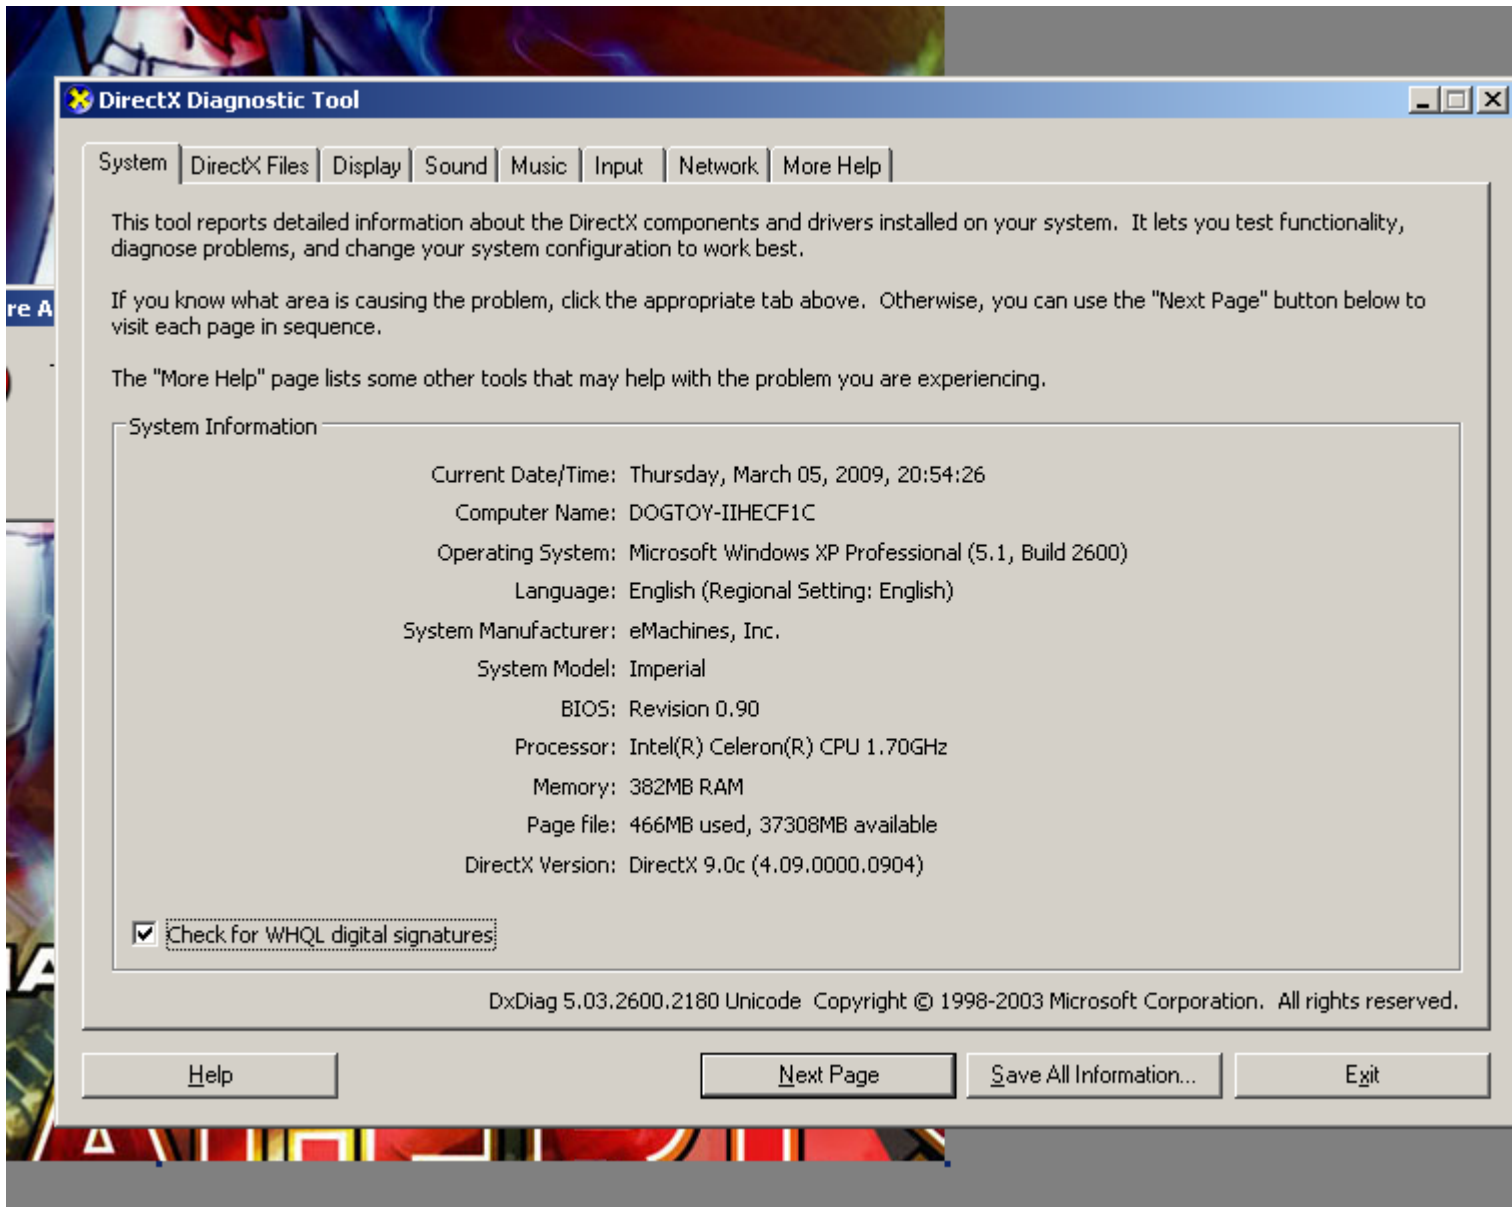 DirectX Diagnostic Tool
System DirectX Files Display Sound Music Input Network More Help
This tool reports detailed information about the DirectX components and drivers installed on your system. It lets you test functionality,
diagnose problems, and change your system configuration to work best.
re A
If you know what area is causing the problem, click the appropriate tab above. Otherwise, you can use the "Next Page" button below to
visit each page in sequence.
The "More Help" page lists some other tools that may help with the problem you are experiencing.
System Information
Current Date/Time: Thursday, March 05, 2009, 20:54:26
Computer Name: DOGTOY-IIHECF1C
Operating System: Microsoft Windows XP Professional (5.1, Build 2600)
Language: English (Regional Setting: English)
System Manufacturer: eMachines, Inc.
System Model: Imperial
BIOS: Revision 0.90
Processor: Intel(R) Celeron(R) CPU 1.70GHz
Memory: 382MB RAM
Page file: 466MB used, 37308MB available
DirectX Version: DirectX 9.0c (4.09.0000.0904)
Check for WHQL digital signatures
DxDiag 5.03.2600.2180 Unicode Copyright © 1998-2003 Microsoft Corporation. All rights reserved.
Help Next Page Save All Information... Exit